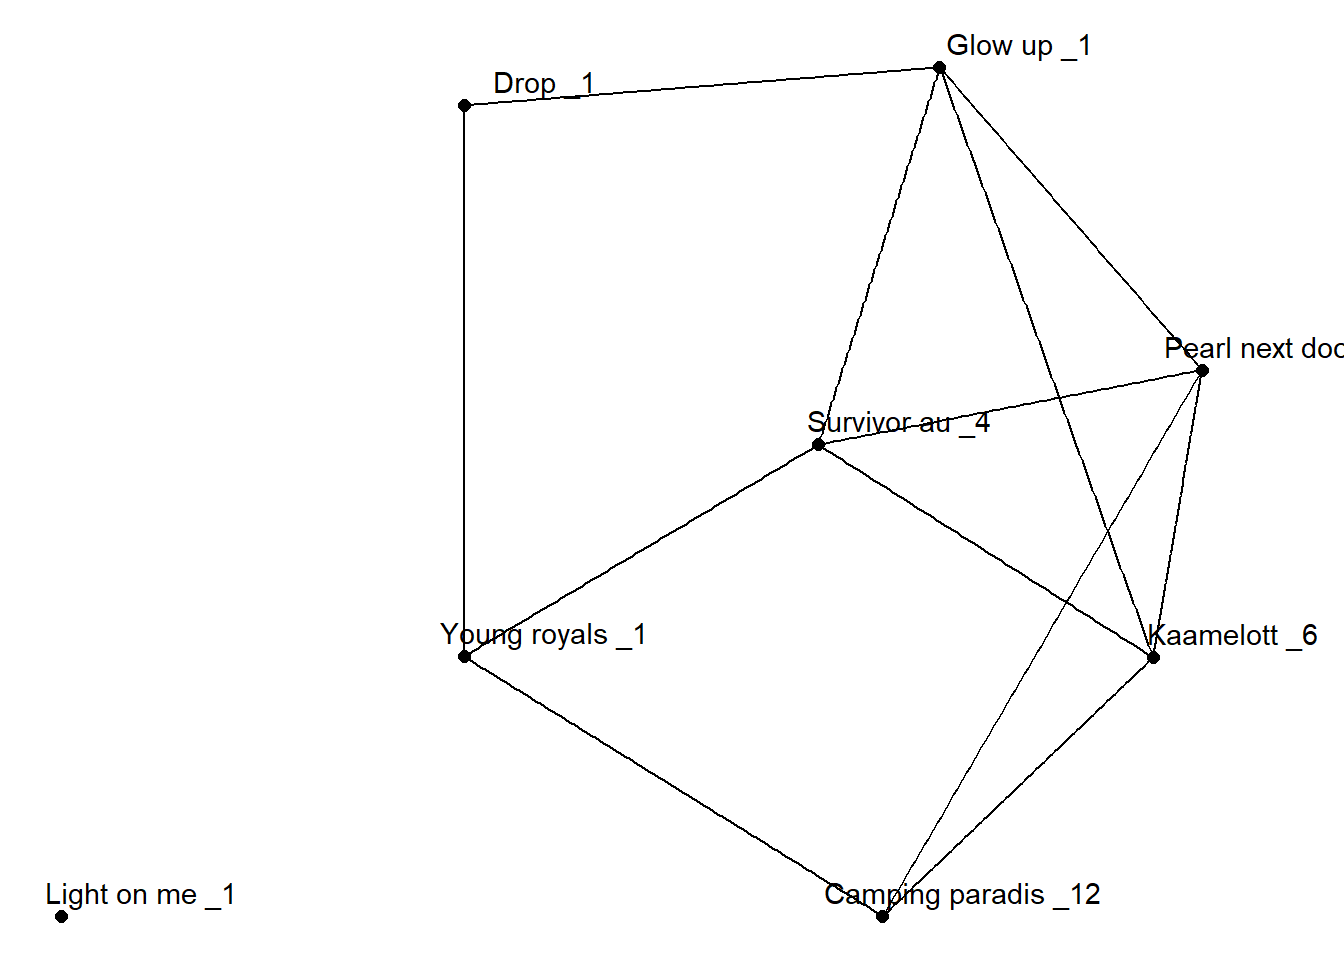 Glow up _1
Drop _1
Pearl next doo
Survivor au _4
Young royals _1
Kaamelott _6
Light on me _1
Camping paradis _12